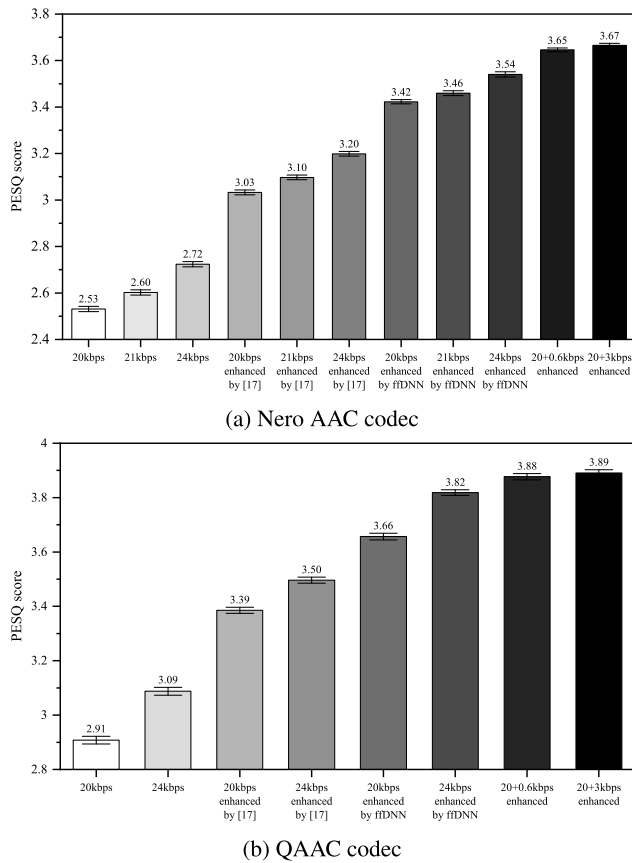 3.8
3.6
3.4
3.2
3
2.8
2.6
2.4
PESQ score
2.53
2.60
2.72
3.03
3.10
3.20
3.42
3.46
3.54
3.65
3.67
20kbps
21kbps
24kbps
20kbps
enhanced
by [17]
21kbps
enhanced
by [17]
24kbps
enhanced
by [17]
20kbps
enhanced
by ffDNN
21kbps
enhanced
by ffDNN
24kbps
enhanced
by ffDNN
20+0.6kbps
enhanced
20+3kbps
enhanced
(a) Nero AAC codec
4
3.8
3.6
3.4
3.2
3
2.8
PESQ score
2.91
3.09
3.39
3.50
3.66
3.82
3.88
3.89
20kbps
24kbps
20kbps
enhanced
by [17]
24kbps
enhanced
by [17]
20kbps
enhanced
by ffDNN
24kbps
enhanced
by ffDNN
20+0.6kbps
enhanced
20+3kbps
enhanced
(b) QAAC codec